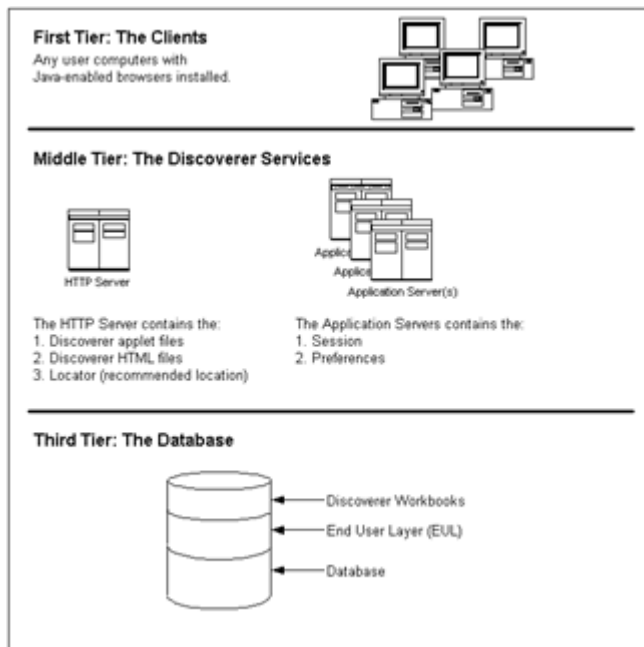 First Tier: The Clients
Any user computers with
Java-enabled browsers installed.
Middle Tier: The Discoverer Services
HTTP Server
Applic
Applic
Application Server(s)
The HTTP Server contains the:
1. Discoverer applet files
2. Discoverer HTML files
3. Locator (recommended location)
The Application Servers contains the:
1. Session
2. Preferences
Third Tier: The Database
Discoverer Workbooks
End User Layer (EUL)
Database